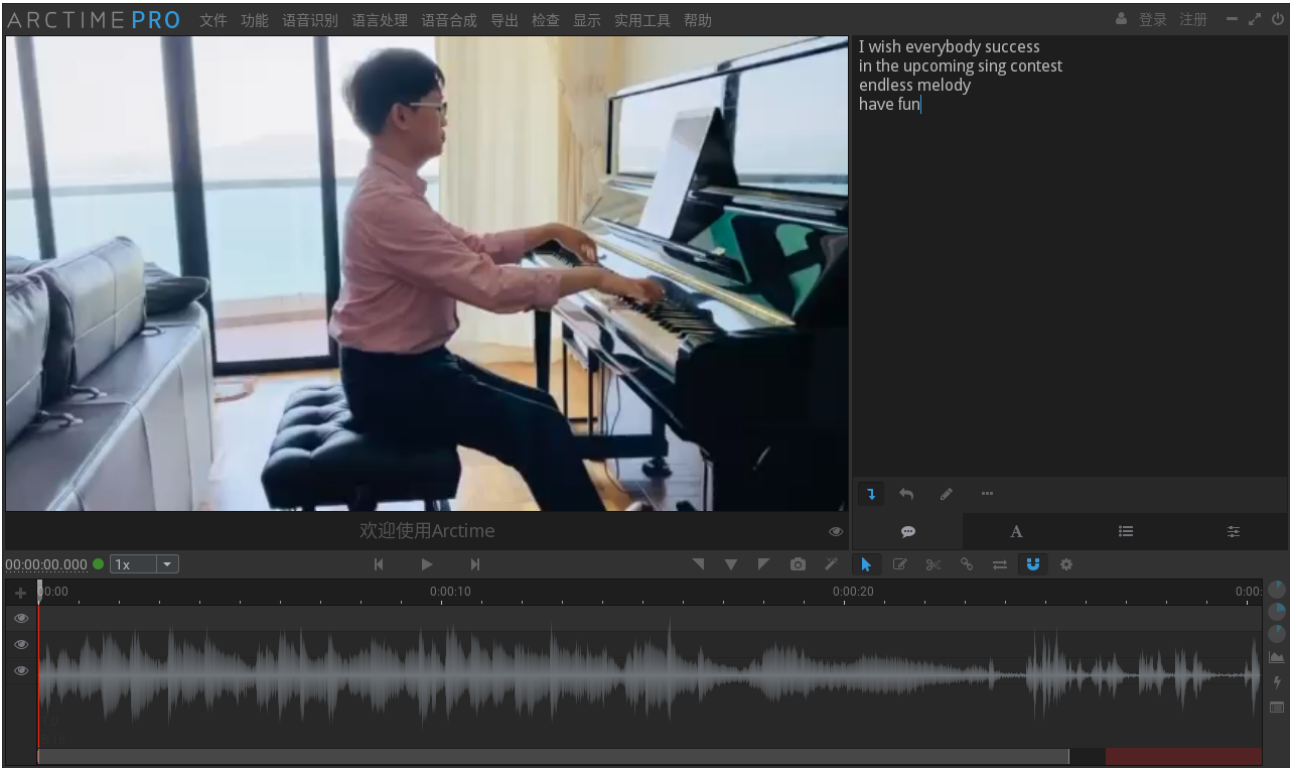 ARCTIME PRO 文件 功能 语音识别 语言处理 语音合成 导出 检查 显示 实用工具 帮助 登录 注册
I wish everybody success
in the upcoming sing contest
endless melody
have fun
欢迎使用Arctime
A
00:00:00.000 1x
00:00 0:00:10 0:00:20 0:00: